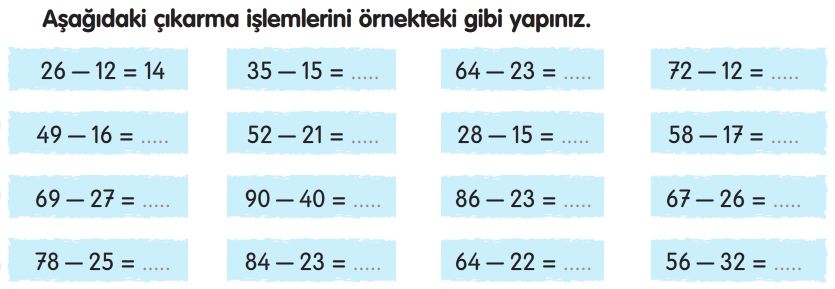 Aşağıdaki çıkarma işlemlerini örnekteki gibi yapınız.
26 – 12 = 14 35 – 15 = ..... 64 – 23 = ..... 72 – 12 = .....
49 – 16 = ..... 52 – 21 = ..... 28 – 15 = ..... 58 – 17 = .....
69 – 27 = ..... 90 – 40 = ..... 86 – 23 = ..... 67 – 26 = .....
78 – 25 = ..... 84 – 23 = ..... 64 – 22 = ..... 56 – 32 = .....